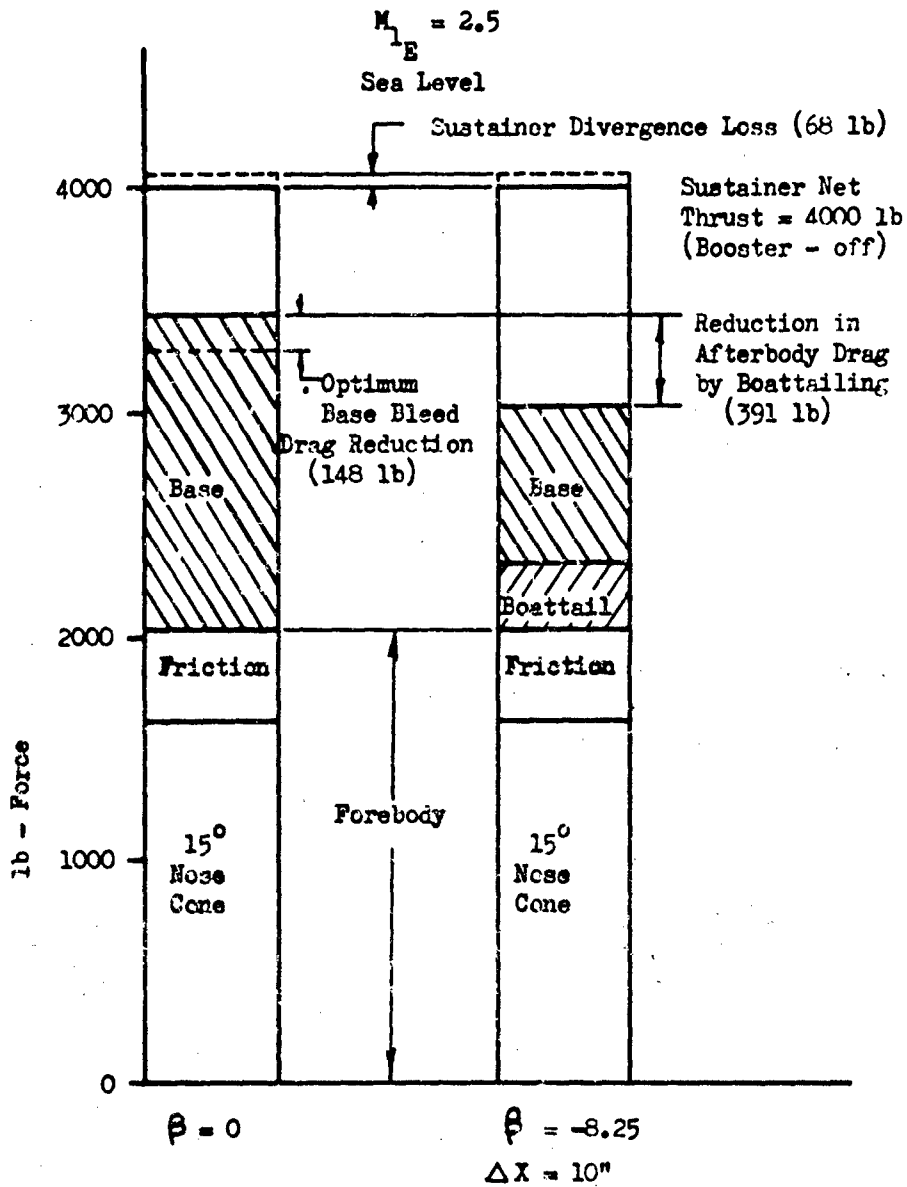 M1E = 2.5
Sea Level
Sustainer Divergence Loss (68 lb)
4000
Sustainer Net
Thrust = 4000 lb
(Booster - off)
Reduction in
Afterbody Drag
by Boattailing
(391 lb)
Optimum
Base Bleed
Drag Reduction
(148 lb)
3000
Base
Base
Boattail
2000
Friction
Friction
lb - Force
Forebody
1000
15°
Nose
Cone
15°
Nose
Cone
0
β = 0
β = -8.25
ΔX = 10"